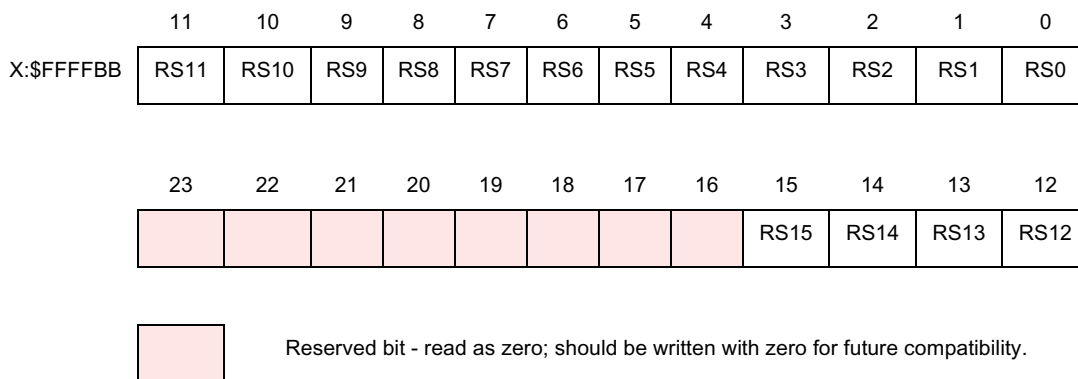 11 10 9 8 7 6 5 4 3 2 1 0
X:$FFFFBB RS11 RS10 RS9 RS8 RS7 RS6 RS5 RS4 RS3 RS2 RS1 RS0
23 22 21 20 19 18 17 16 15 14 13 12
RS15 RS14 RS13 RS12
Reserved bit - read as zero; should be written with zero for future compatibility.